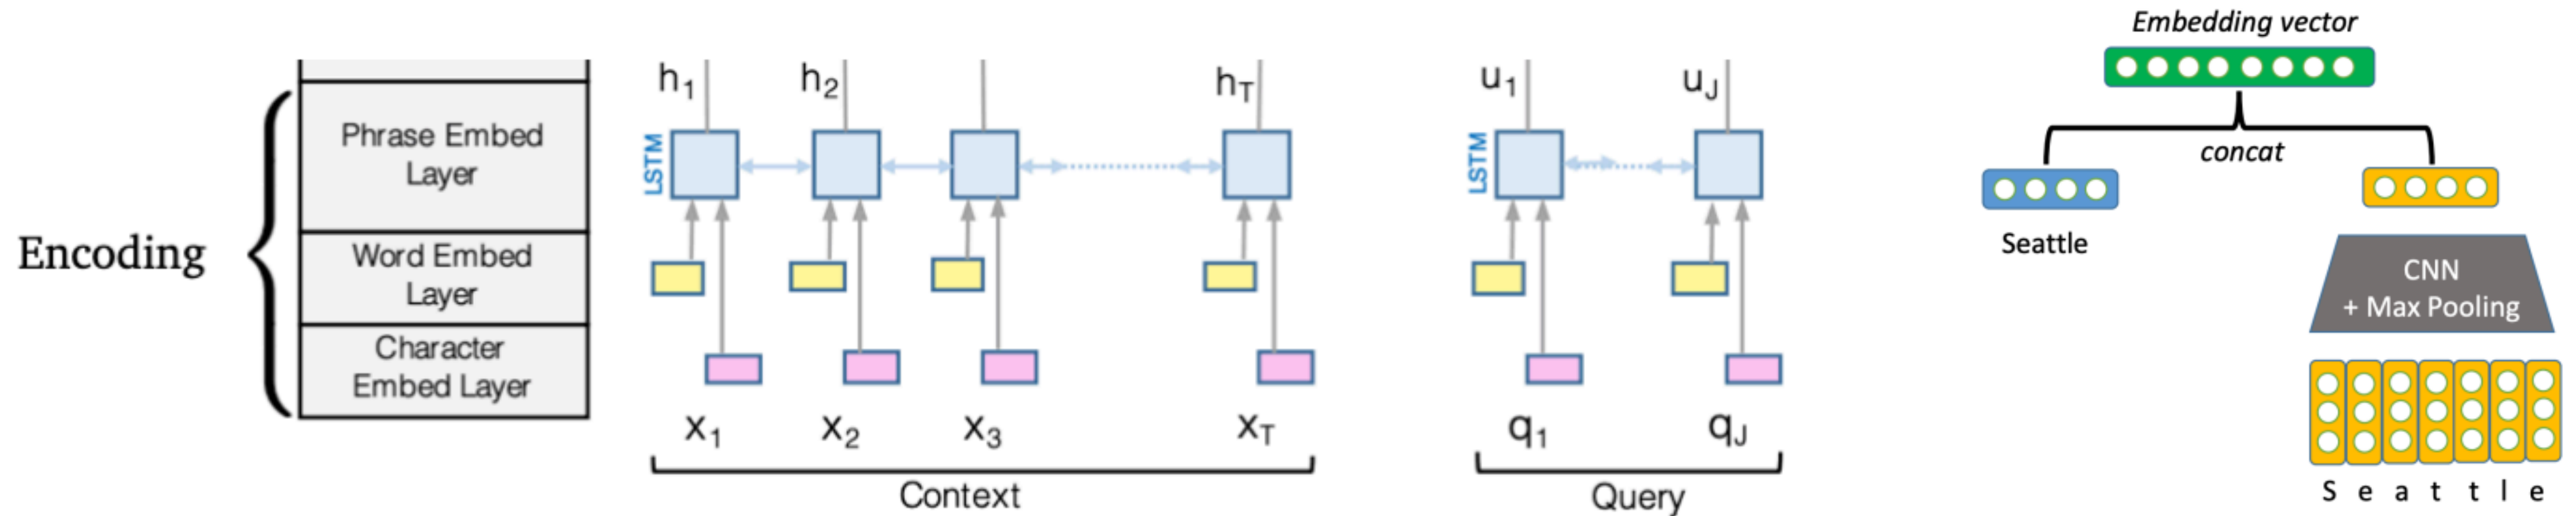 Encoding
Phrase Embed
Layer
Word Embed
Layer
Character
Embed Layer
h1 h2 hT
LSTM
x1 x2 x3 xT
Context
u1 uJ
LSTM
q1 qJ
Query
Embedding vector
concat
Seattle
CNN
+ Max Pooling
S e a t t l e